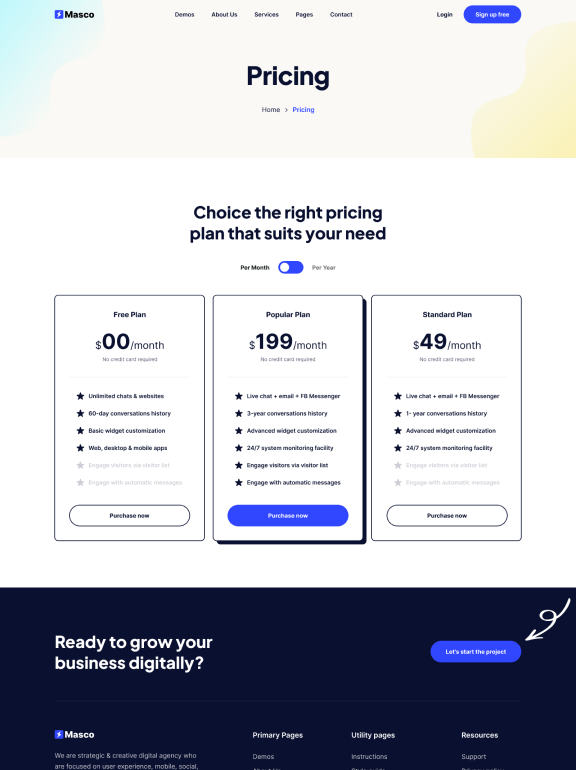 Masco
Demos About Us Services Pages Contact
Login Sign up free
Pricing
Home > Pricing
Choice the right pricing
plan that suits your need
Per Month Per Year
Free Plan
$00/month
No credit card required
Unlimited chats & websites
60-day conversations history
Basic widget customization
Web, desktop & mobile apps
Engage visitors via visitor list
Engage with automatic messages
Purchase now
Popular Plan
$199/month
No credit card required
Live chat + email + FB Messenger
3-year conversations history
Advanced widget customization
24/7 system monitoring facility
Engage visitors via visitor list
Engage with automatic messages
Purchase now
Standard Plan
$49/month
No credit card required
Live chat + email + FB Messenger
1- year conversations history
Advanced widget customization
24/7 system monitoring facility
Engage visitors via visitor list
Engage with automatic messages
Purchase now
Ready to grow your
business digitally?
Let's start the project
Masco
We are strategic & creative digital agency who
are focused on user experience, mobile, social,
Primary Pages
Demos
Utility pages
Instructions
Resources
Support